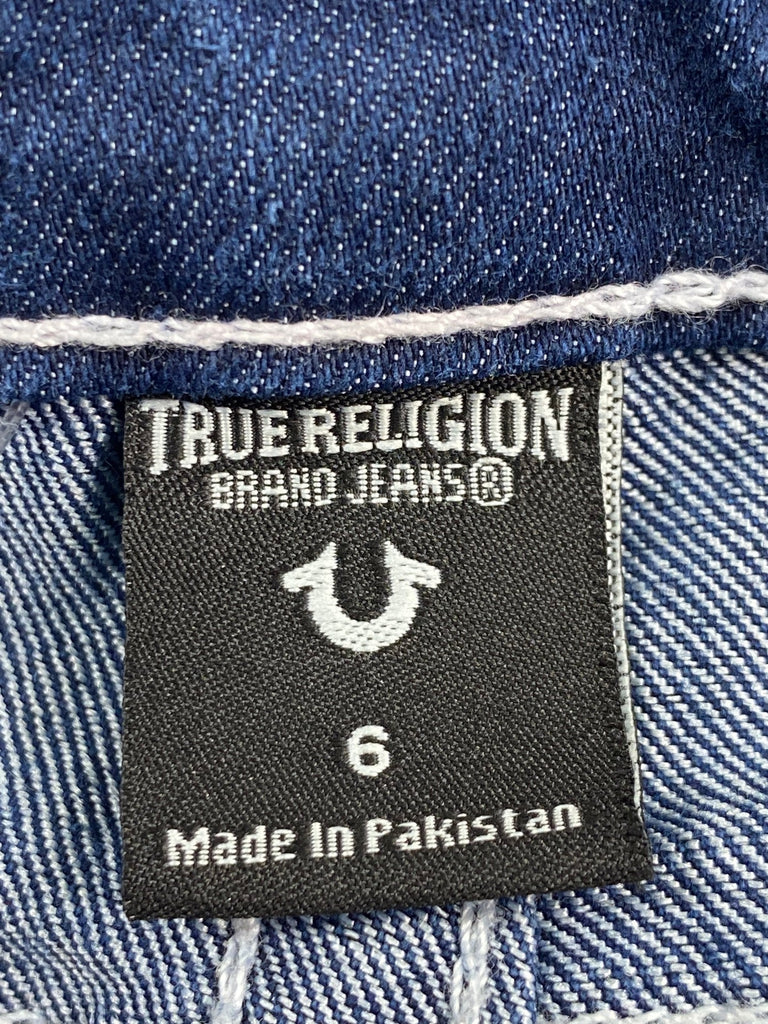 TRUE RELIGION
BRAND JEANS®
6
Made In Pakistan